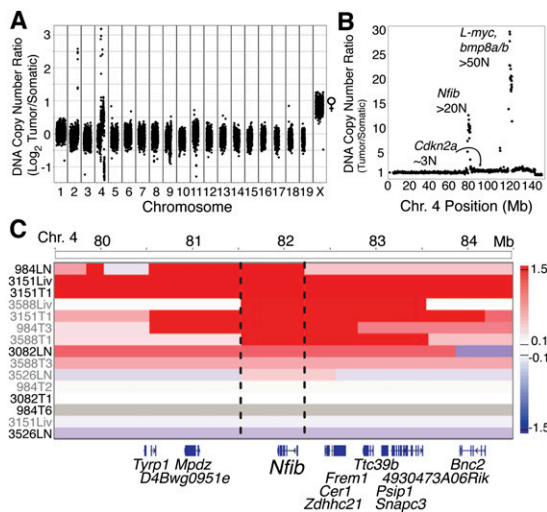 A
DNA Copy Number Ratio
(Log2 Tumor/Somatic)
3
2
1
0
-1
1 2 3 4 5 6 7 8 9 10 11 12 13 14 15 16 17 18 19 X
♀
Chromosome
B
DNA Copy Number Ratio
(Tumor/Somatic)
30
25
20
15
10
5
1
L-myc,
bmp8a/b
>50N
Nfib
>20N
Cdkn2a
~3N
0 40 80 120 160
Chr. 4 Position (Mb)
C
Chr. 4 80 81 82 83 84 Mb
984LN
3151Liv
3151T1
3588Liv
3151T1
984T3
3588T1
3082LN
3588T3
3526LN
984T2
3082T1
984T6
3151Liv
3526LN
1.5
0.1
-0.1
-1.5
Tyrp1 Mpdz Nfib Ttc39b Bnc2
D4Bwg0951e Frem1 4930473A06Rik
Cer1 Psip1
Zdhhc21 Snapc3